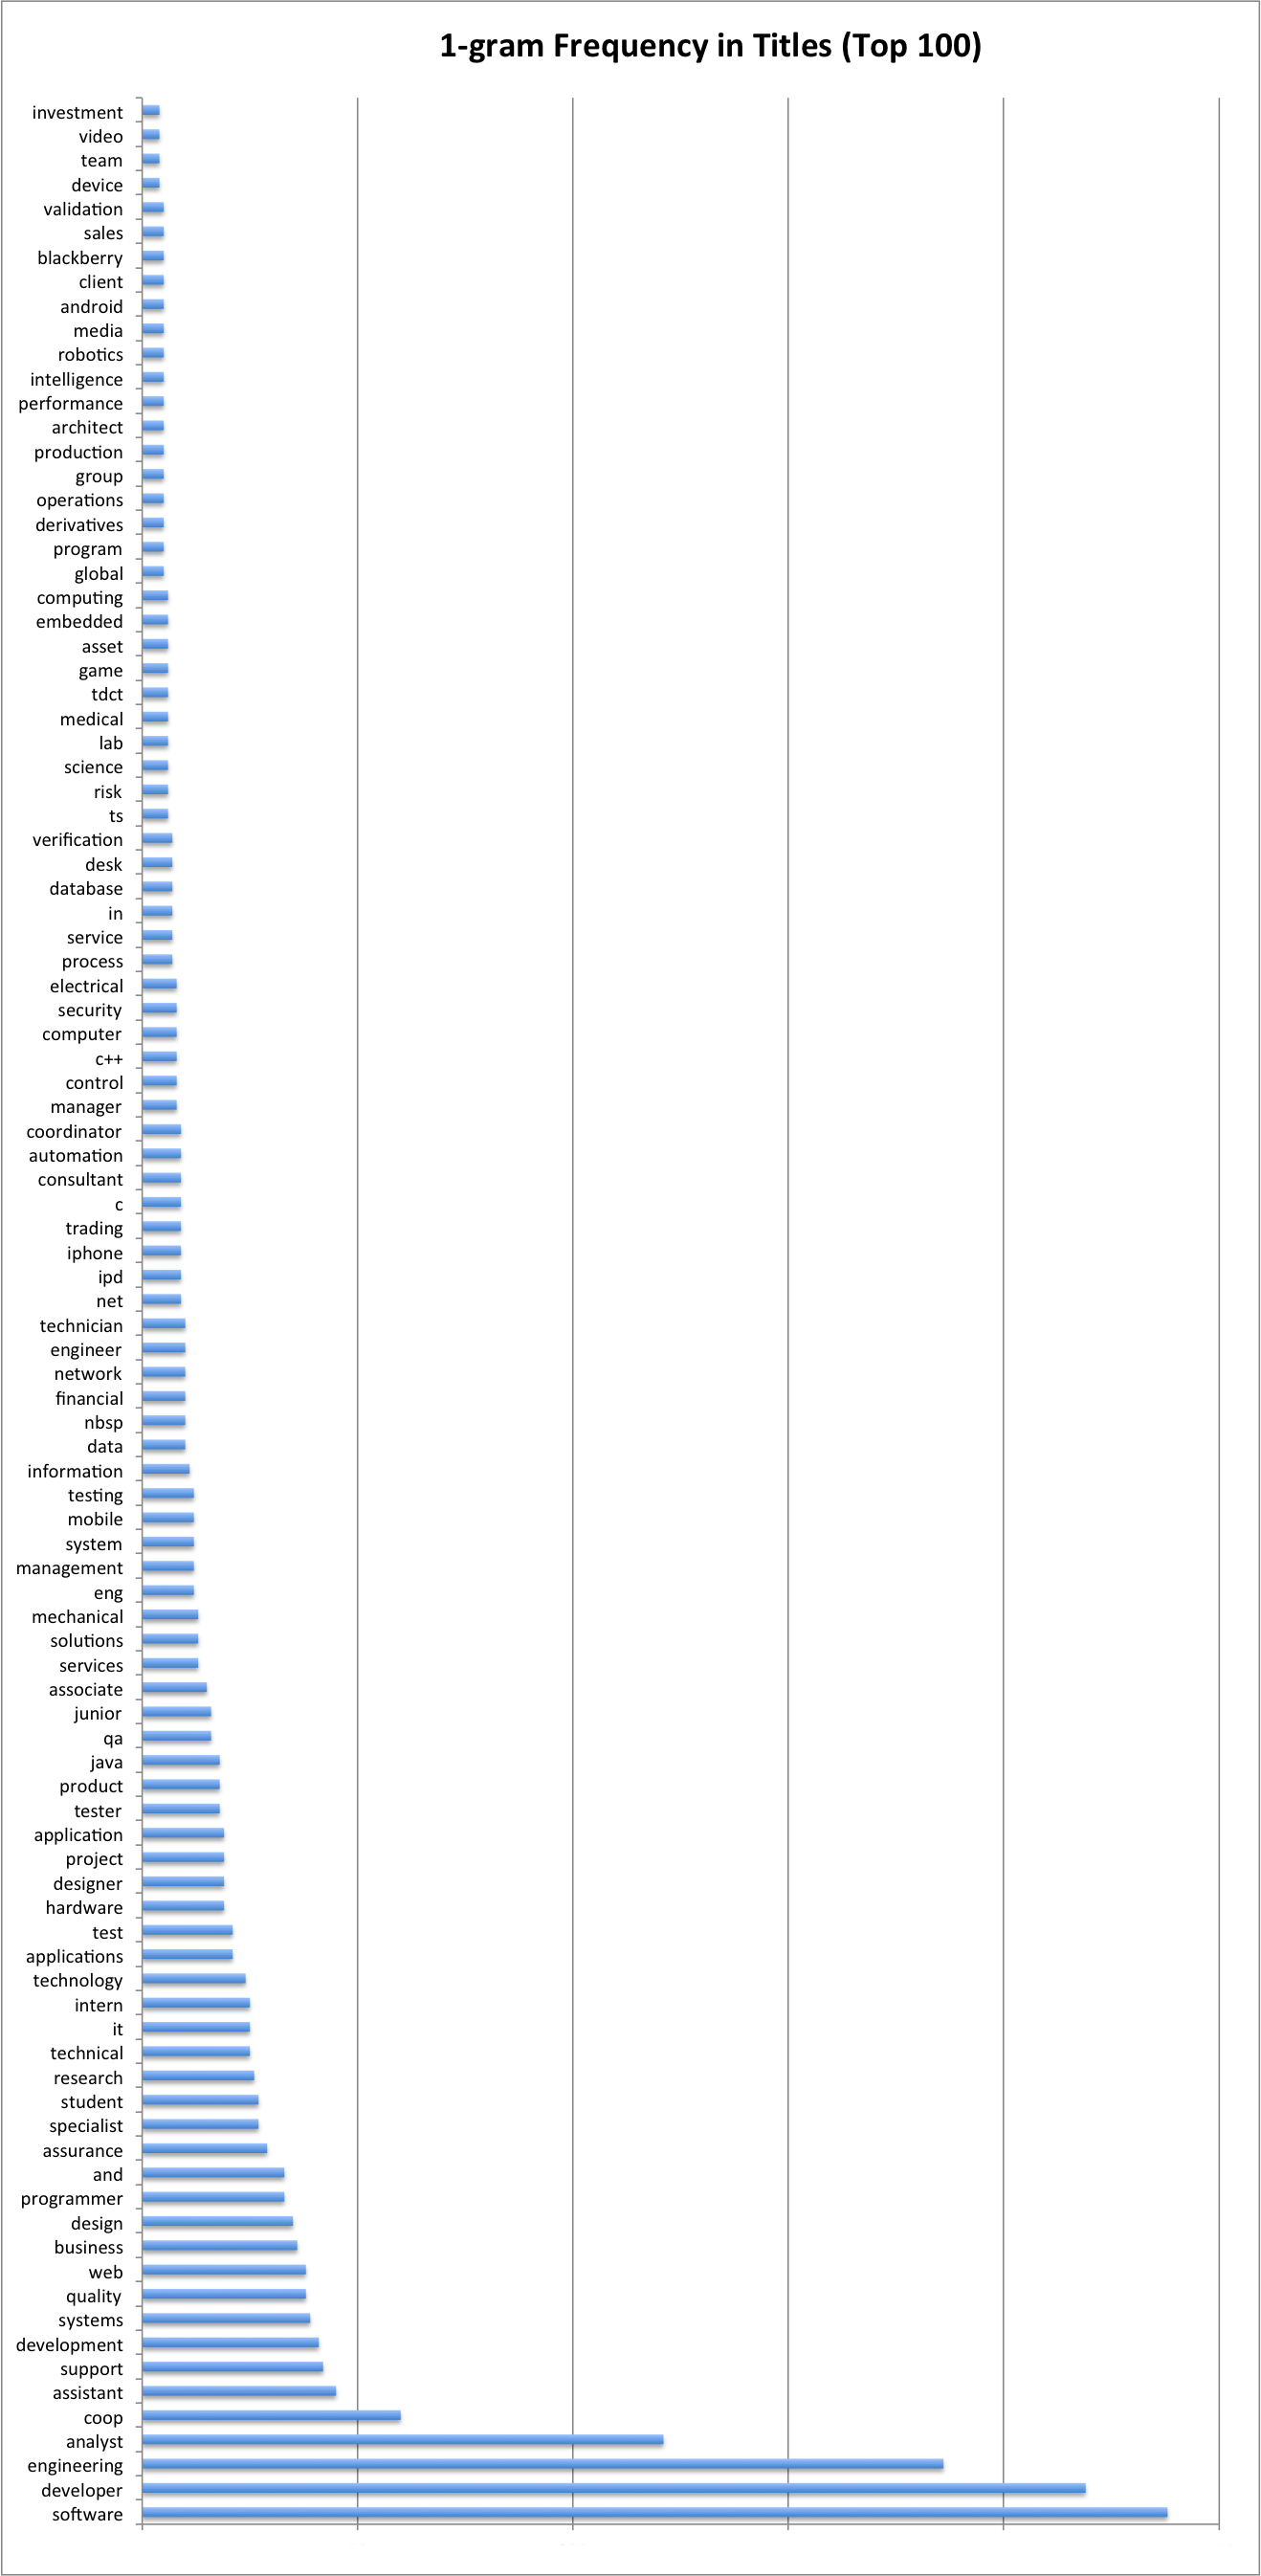 1-gram Frequency in Titles (Top 100)
investment
video
team
device
validation
sales
blackberry
client
android
media
robotics
intelligence
performance
architect
production
group
operations
derivatives
program
global
computing
embedded
asset
game
tdct
medical
lab
science
risk
ts
verification
desk
database
in
service
process
electrical
security
computer
c++
control
manager
coordinator
automation
consultant
c
trading
iphone
ipd
net
technician
engineer
network
financial
nbsp
data
information
testing
mobile
system
management
eng
mechanical
solutions
services
associate
junior
qa
java
product
tester
application
project
designer
hardware
test
applications
technology
intern
it
technical
research
student
specialist
assurance
and
programmer
design
business
web
quality
systems
development
support
assistant
coop
analyst
engineering
developer
software